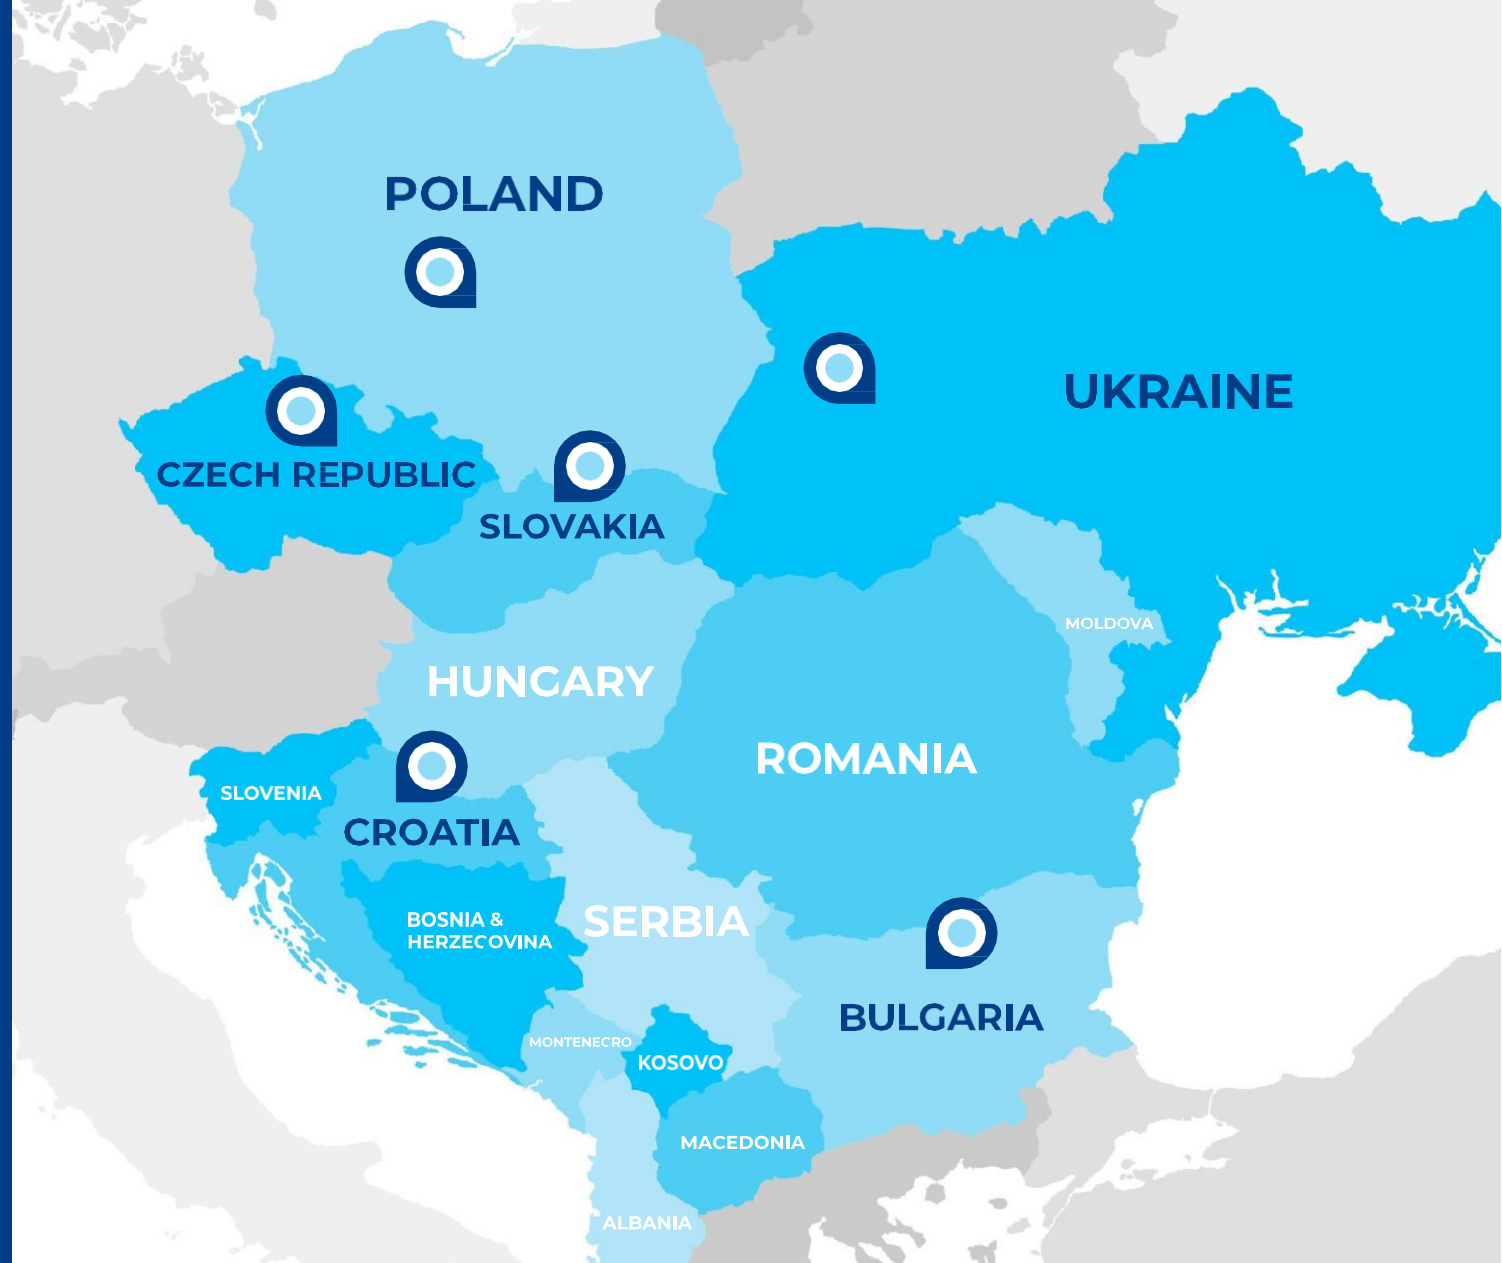 POLAND
UKRAINE
CZECH REPUBLIC
SLOVAKIA
MOLDOVA
HUNGARY
ROMANIA
SLOVENIA
CROATIA
BOSNIA &
HERZEGOVINA
SERBIA
BULGARIA
MONTENEGRO
KOSOVO
MACEDONIA
ALBANIA